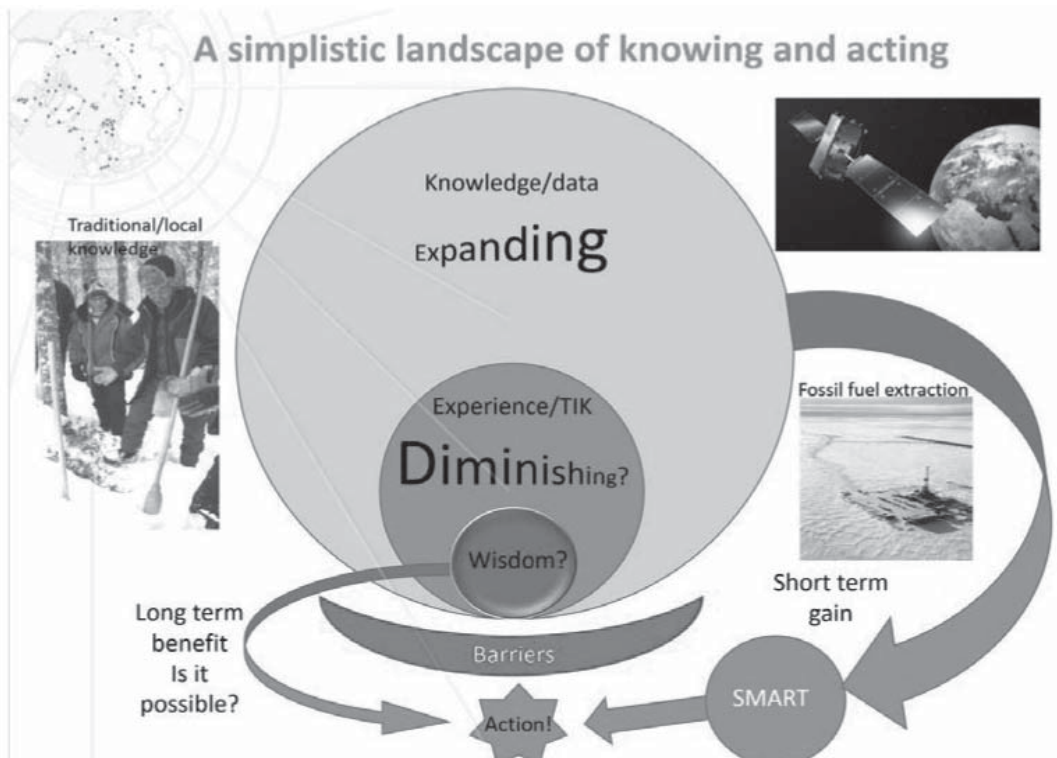 A simplistic landscape of knowing and acting
Knowledge/data
Expanding
Traditional/local
knowledge
Experience/TIK
Diminishing?
Fossil fuel extraction
Wisdom?
Short term
gain
Long term
benefit
Is it
possible?
Barriers
SMART
Action!